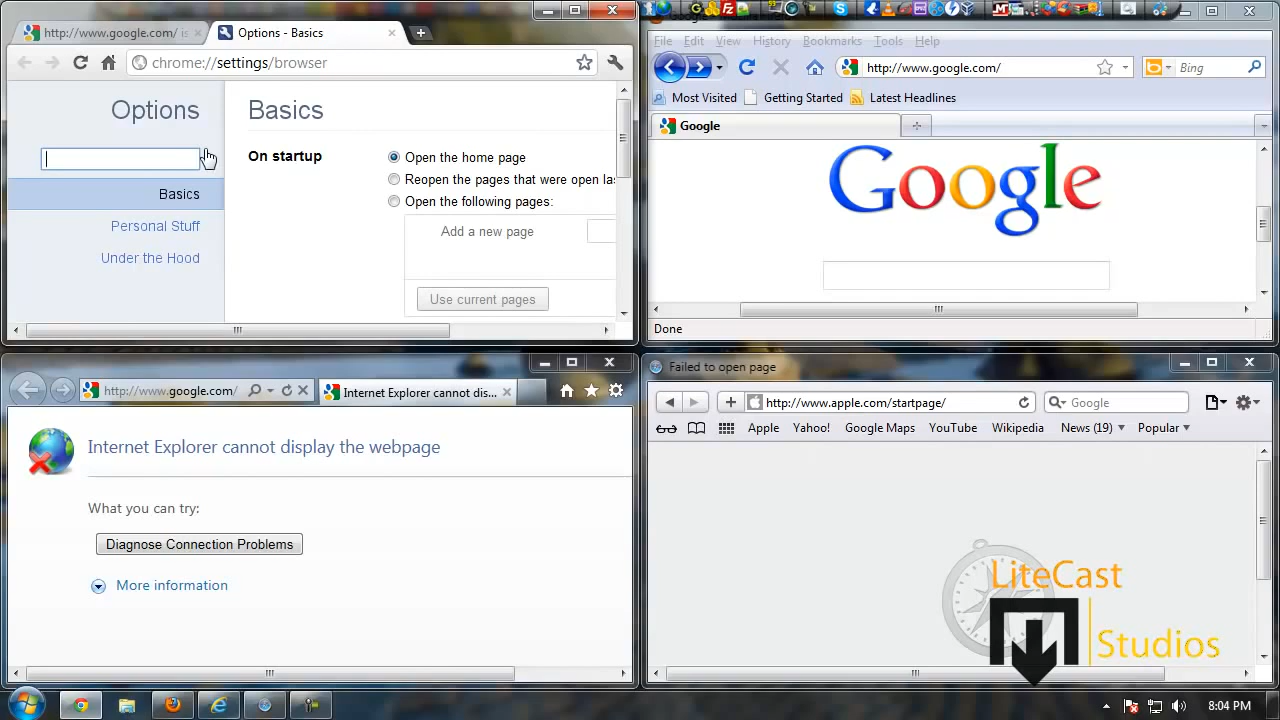 http://www.google.com/ is
Options - Basics
chrome://settings/browser
Options
Basics
Personal Stuff
Under the Hood
Basics
On startup
Open the home page
Reopen the pages that were open las
Open the following pages:
Add a new page
Use current pages
File Edit View History Bookmarks Tools Help
http://www.google.com/
Bing
Most Visited Getting Started Latest Headlines
Google
Google
Done
http://www.google.com/
Internet Explorer cannot dis...
Internet Explorer cannot display the webpage
What you can try:
Diagnose Connection Problems
More information
Failed to open page
http://www.apple.com/startpage/
Google
Apple Yahoo! Google Maps YouTube Wikipedia News (19) Popular
LiteCast
Studios
8:04 PM